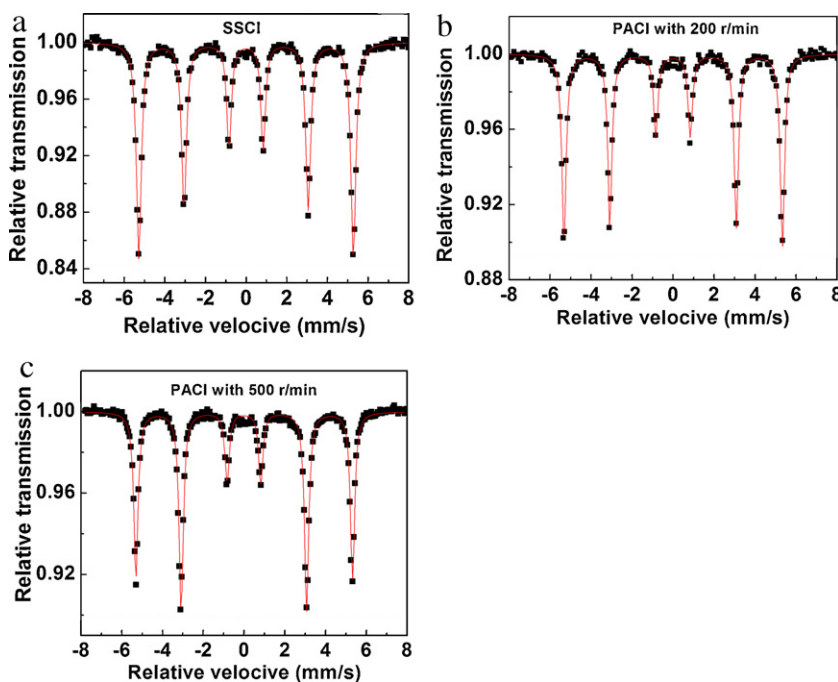 a
SSCI
1.00
0.96
0.92
0.88
0.84
Relative transmission
-8 -6 -4 -2 0 2 4 6 8
Relative velocive (mm/s)
b
PACI with 200 r/min
1.00
0.96
0.92
0.88
Relative transmission
-8 -6 -4 -2 0 2 4 6 8
Relative velocive (mm/s)
c
PACI with 500 r/min
1.00
0.96
0.92
Relative transmission
-8 -6 -4 -2 0 2 4 6 8
Relative velocive (mm/s)